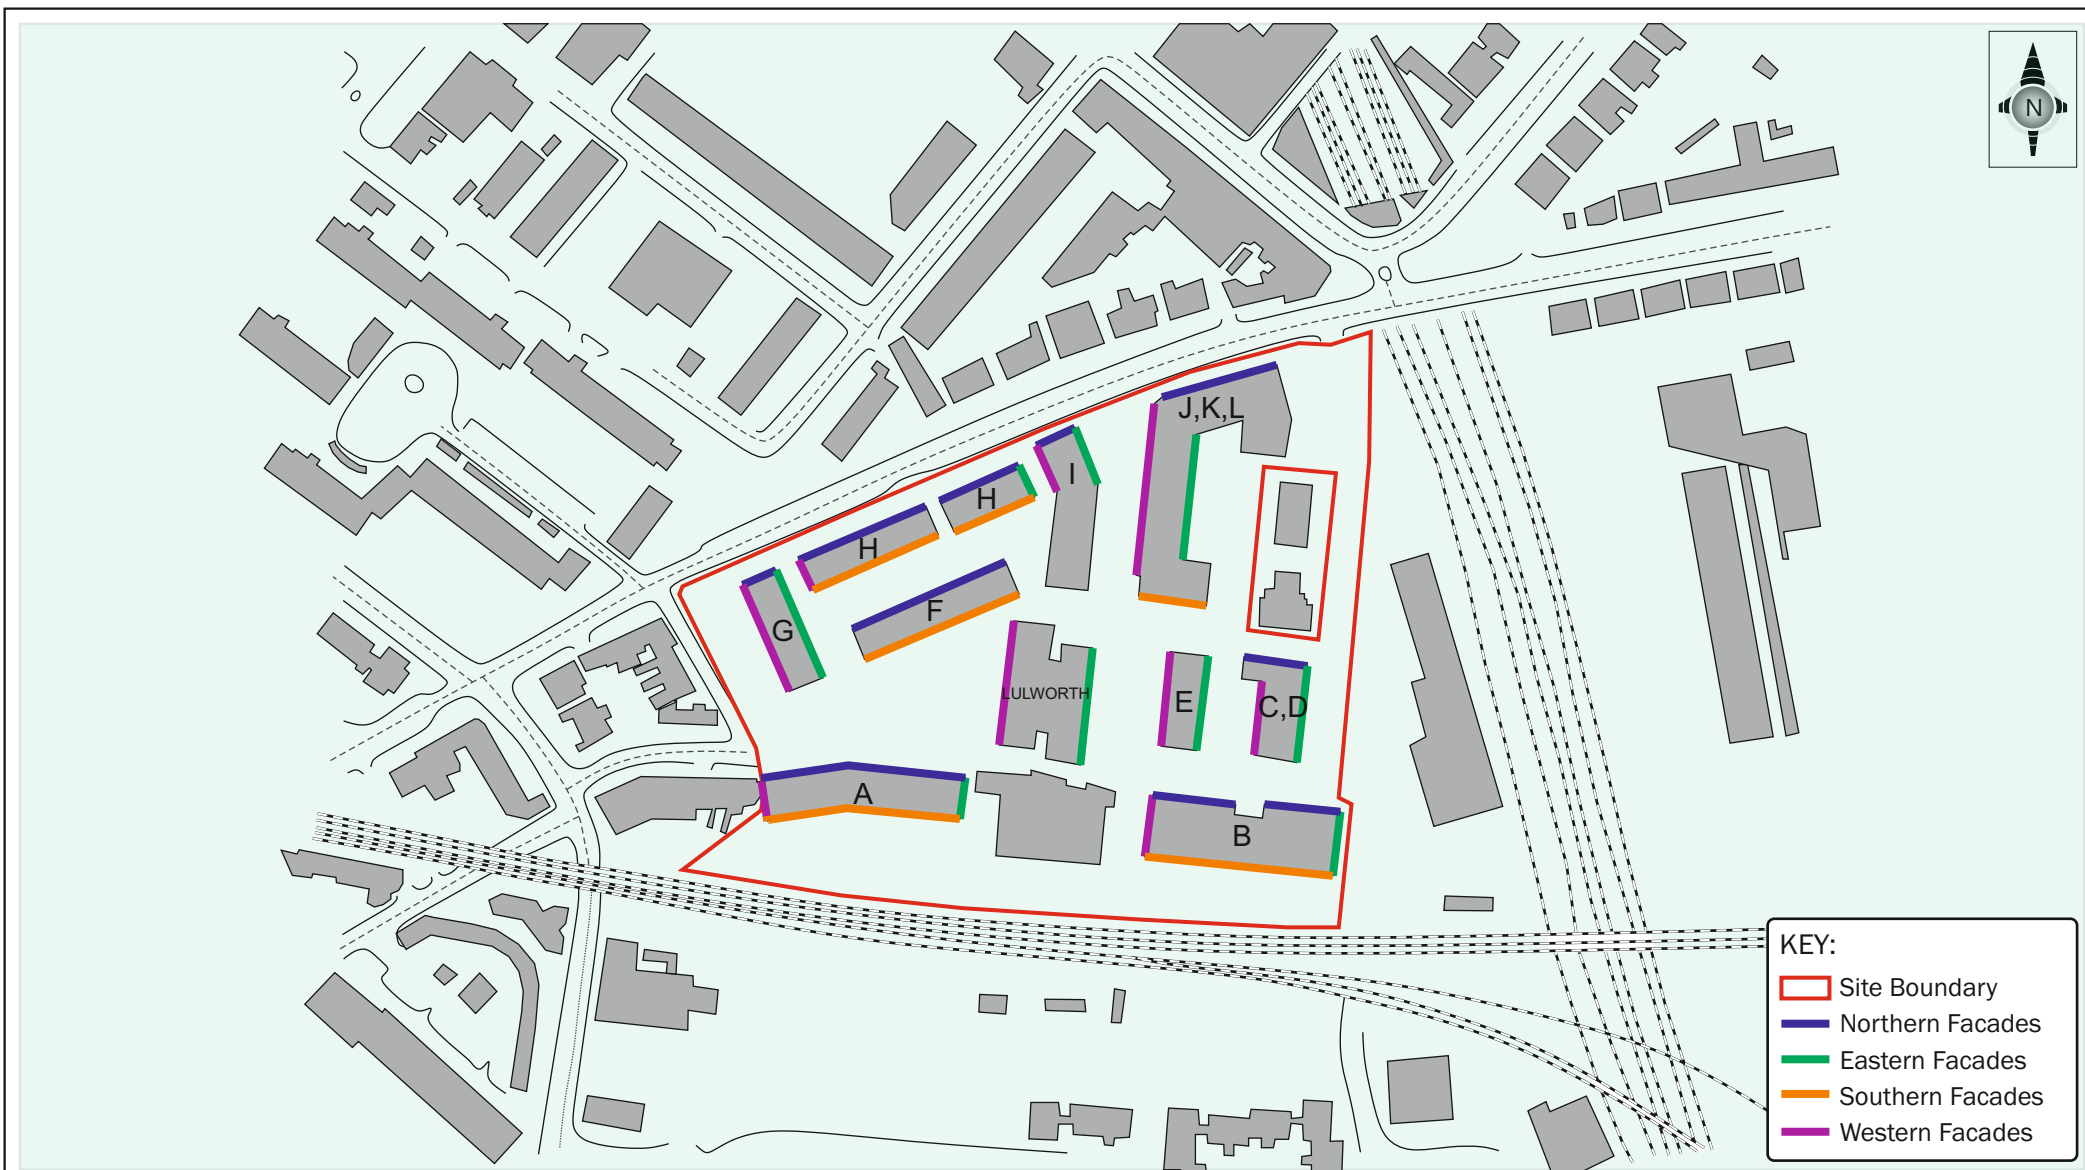 N
J,K,L
I
H
H
F
G
LULWORTH
E
C,D
A
B
KEY:
Site Boundary
Northern Facades
Eastern Facades
Southern Facades
Western Facades